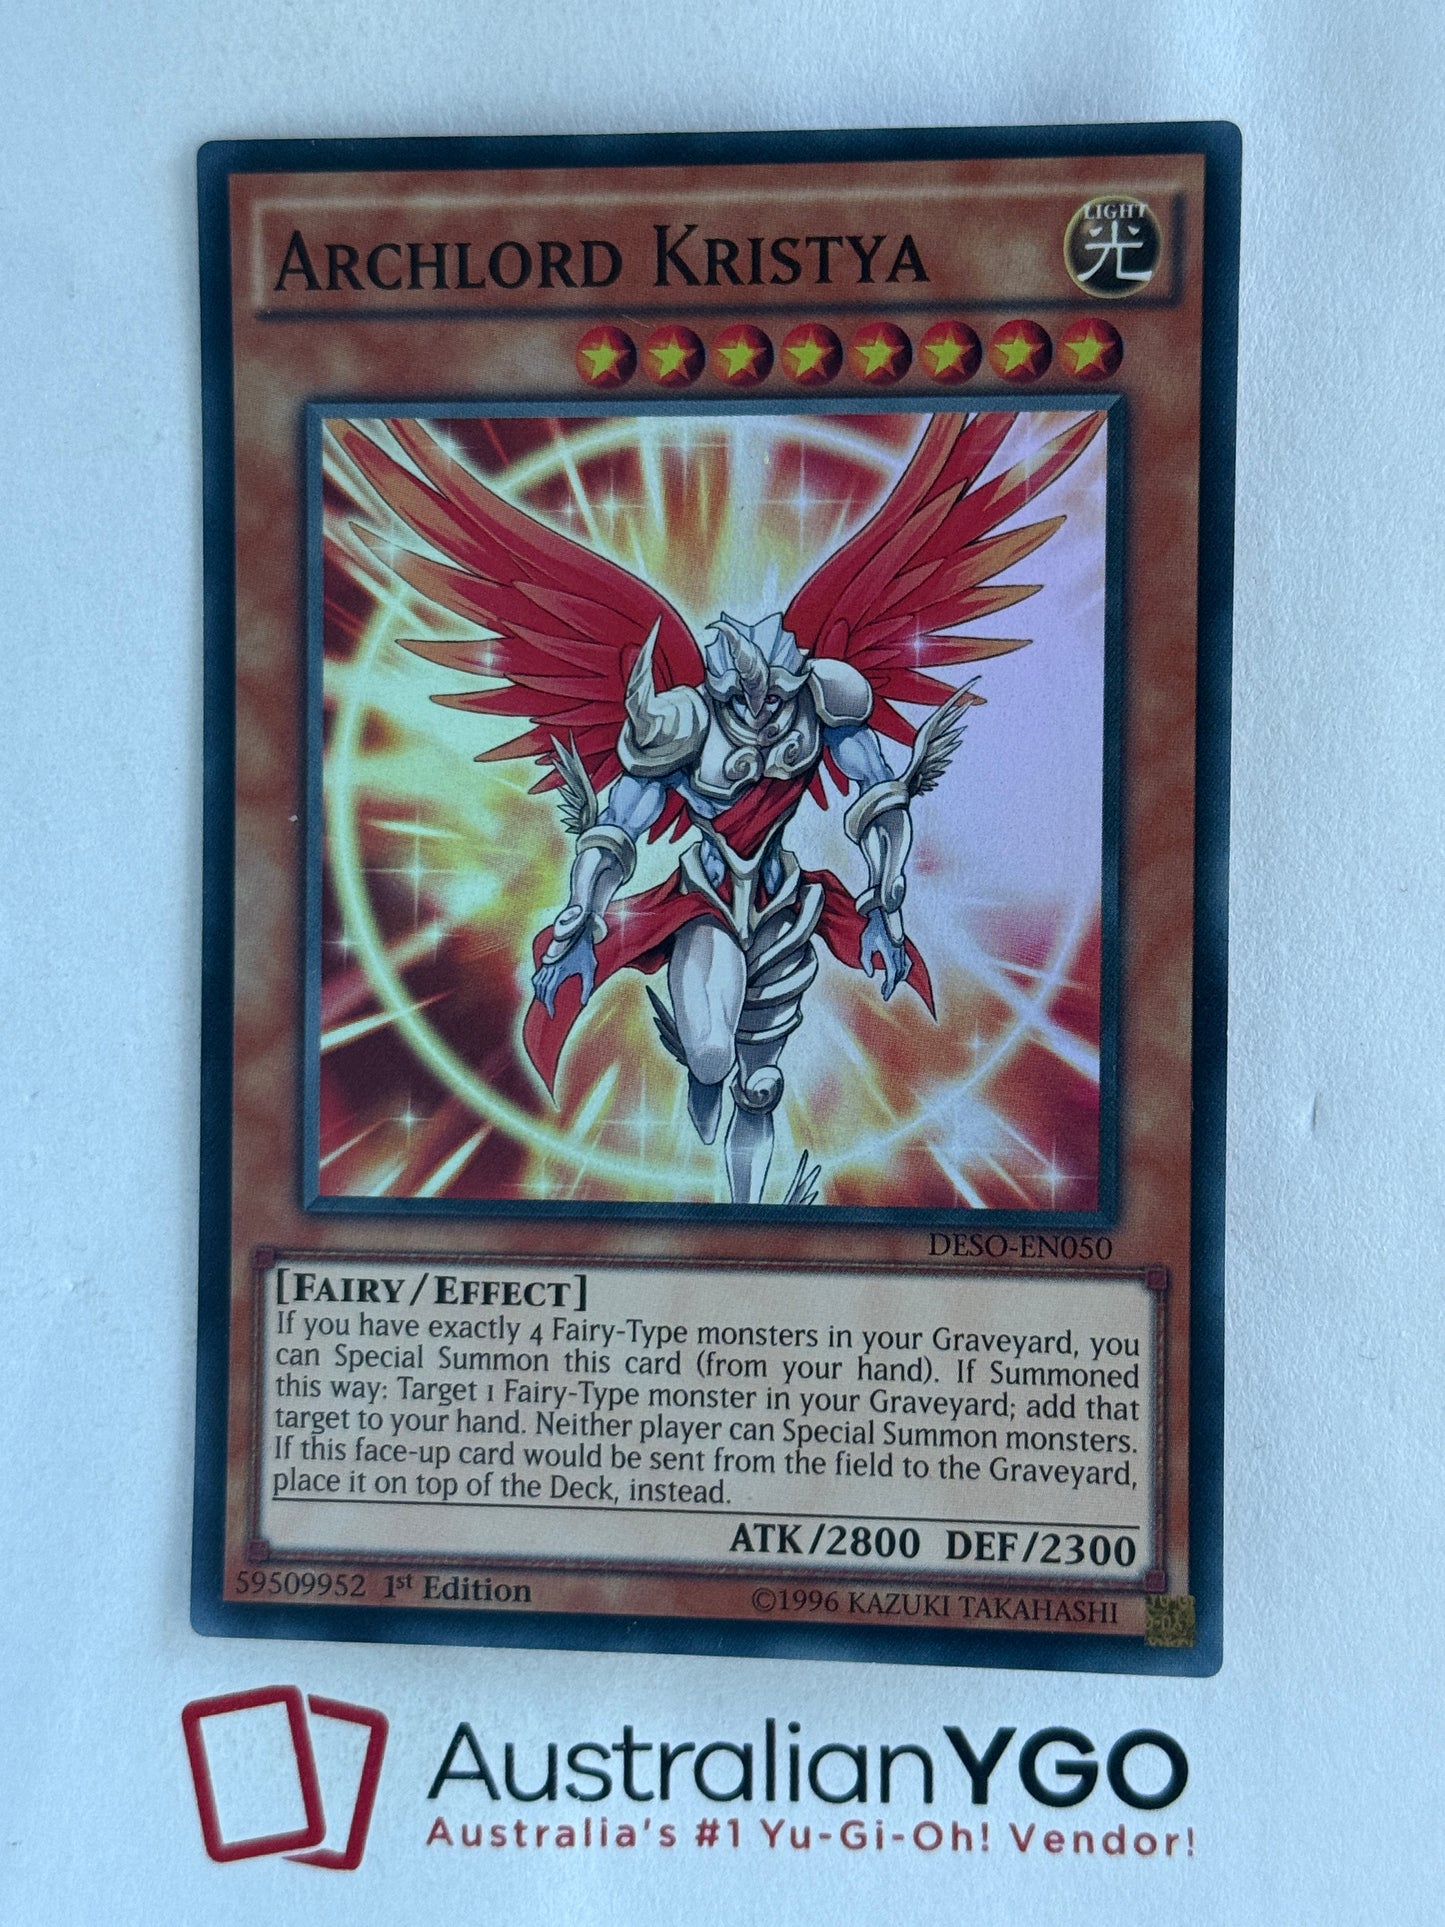 ARCHLORD KRISTYA
LIGHT
光
DESO-EN050
[FAIRY/EFFECT]
If you have exactly 4 Fairy-Type monsters in your Graveyard, you
can Special Summon this card (from your hand). If Summoned
this way: Target 1 Fairy-Type monster in your Graveyard; add that
target to your hand. Neither player can Special Summon monsters.
If this face-up card would be sent from the field to the Graveyard,
place it on top of the Deck, instead.
ATK/2800 DEF/2300
59509952 1st Edition
©1996 KAZUKI TAKAHASHI
AustralianYGO
Australia's #1 Yu-Gi-Oh! Vendor!